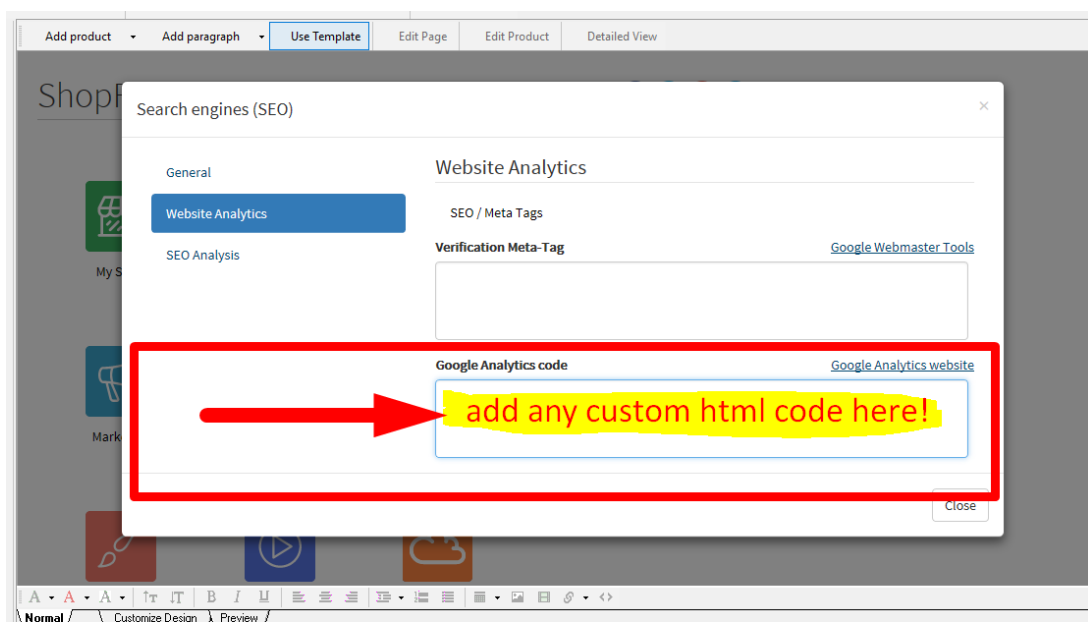 Add product Add paragraph Use Template Edit Page Edit Product Detailed View
Search engines (SEO) ×
General
Website Analytics
SEO Analysis
Website Analytics
SEO / Meta Tags
Verification Meta-Tag Google Webmaster Tools
Google Analytics code Google Analytics website
add any custom html code here!
Close
A A A T T B I U
Normal Customize Design Preview